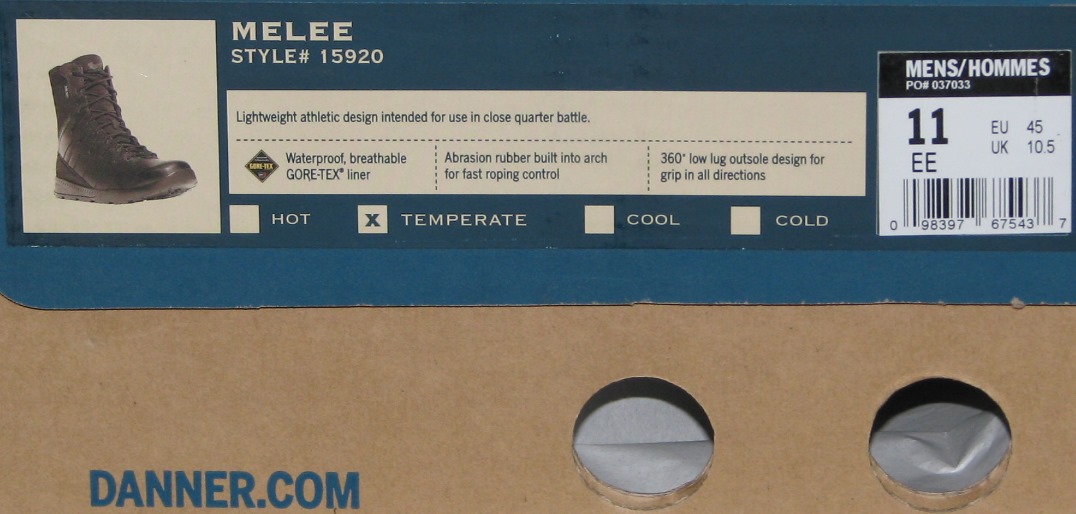 MELEE
STYLE# 15920
Lightweight athletic design intended for use in close quarter battle.
GORE-TEX
Waterproof, breathable
GORE-TEX® liner
Abrasion rubber built into arch
for fast roping control
360° low lug outsole design for
grip in all directions
HOT
X TEMPERATE
COOL
COLD
MENS/HOMMES
PO# 037033
11
EE
EU 45
UK 10.5
0 98397 67543 7
DANNER.COM